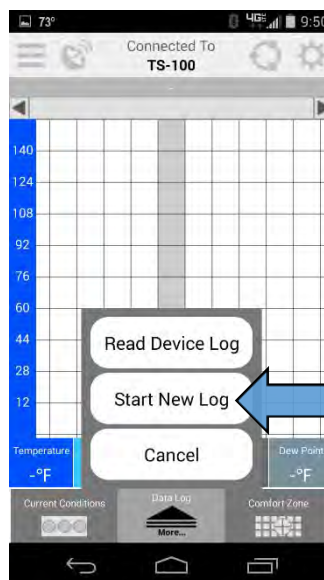 73° 4G 9:50
Connected To
TS-100
-
140
124
108
92
76
60
44
28
12
Read Device Log
Start New Log
Cancel
Temperature
-°F
Dew Point
-°F
Current Conditions
Data Log
More...
Comfort Zone